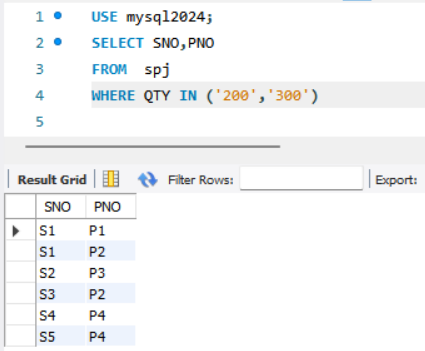 1 USE mysql2024;
2 SELECT SNO,PNO
3 FROM spj
4 WHERE QTY IN ('200','300')
5
Result Grid Filter Rows: Export:
SNO PNO
S1 P1
S1 P2
S2 P3
S3 P2
S4 P4
S5 P4